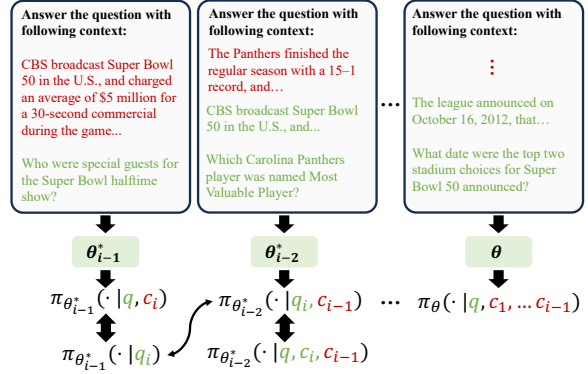 Answer the question with
following context:
CBS broadcast Super Bowl
50 in the U.S., and charged
an average of $5 million for
a 30-second commercial
during the game...
Who were special guests for
the Super Bowl halftime
show?
Answer the question with
following context:
The Panthers finished the
regular season with a 15–1
record, and…
CBS broadcast Super Bowl
50 in the U.S., and...
Which Carolina Panthers
player was named Most
Valuable Player?
...
Answer the question with
following context:
⋮
The league announced on
October 16, 2012, that…
What date were the top two
stadium choices for Super
Bowl 50 announced?
θ*i−1
θ*i−2
θ
πθ*i−1(· |q, ci)
πθ*i−2(· |qi, ci−1)
...
πθ(· |q, c1, … ci−1)
πθ*i−1(· |qi)
πθ*i−2(· |q, ci, ci−1)